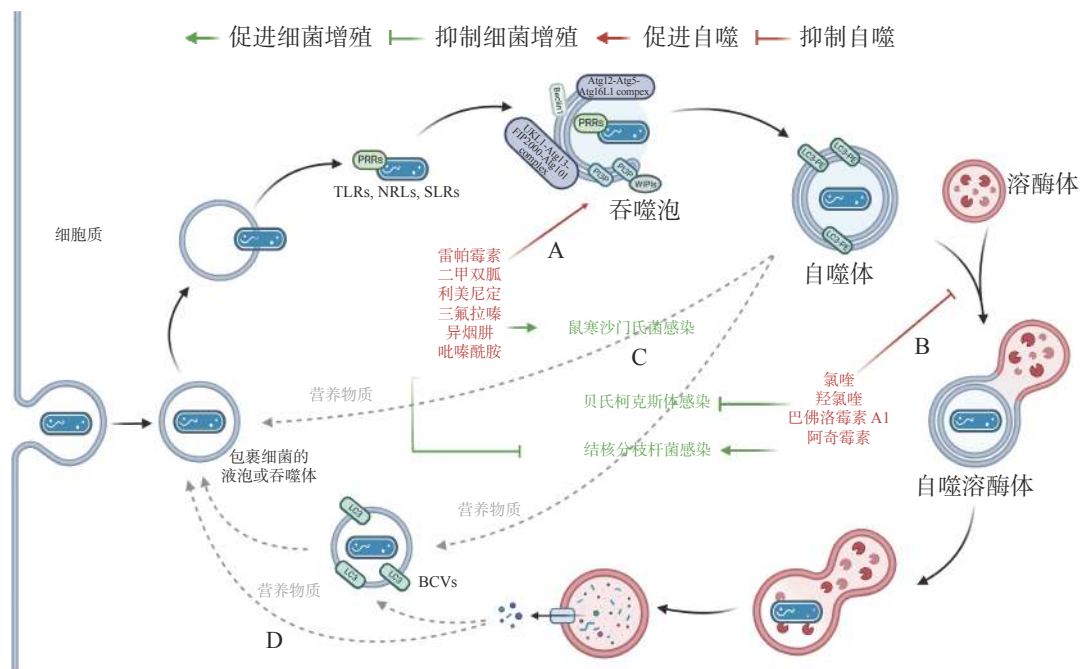 促进细菌增殖
抑制细菌增殖
促进自噬
抑制自噬
Atg12-Atg5-
Atg16L1 compex
Beclin1
PRRs
UKL1-Atg13-
FIP2000-Atg101
complex
PI3P
PI3P
WIPIs
吞噬泡
PRRs
TLRs, NRLs, SLRs
LC3-PE
LC3-PE
LC3-PE
自噬体
溶酶体
细胞质
A
雷帕霉素
二甲双胍
利美尼定
三氟拉嗪
异烟肼
吡嗪酰胺
鼠寒沙门氏菌感染
C
B
营养物质
贝氏柯克斯体感染
结核分枝杆菌感染
氯喹
羟氯喹
巴佛洛霉素 A1
阿奇霉素
包裹细菌的
液泡或吞噬体
自噬溶酶体
营养物质
LC3
LC3
LC3
BCVs
营养物质
D